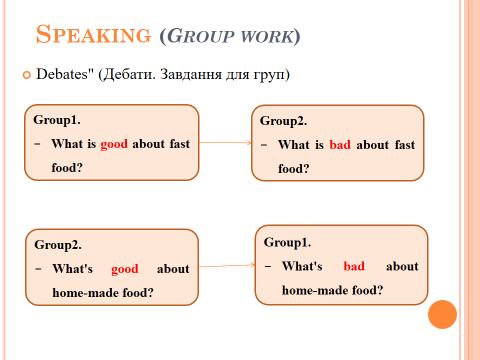 SPEAKING (GROUP WORK)
Debates" (Дебати. Завдання для груп)
Group1.
– What is good about fast
food?
Group2.
– What is bad about fast
food?
Group2.
– What's good about
home-made food?
Group1.
– What's bad about
home-made food?